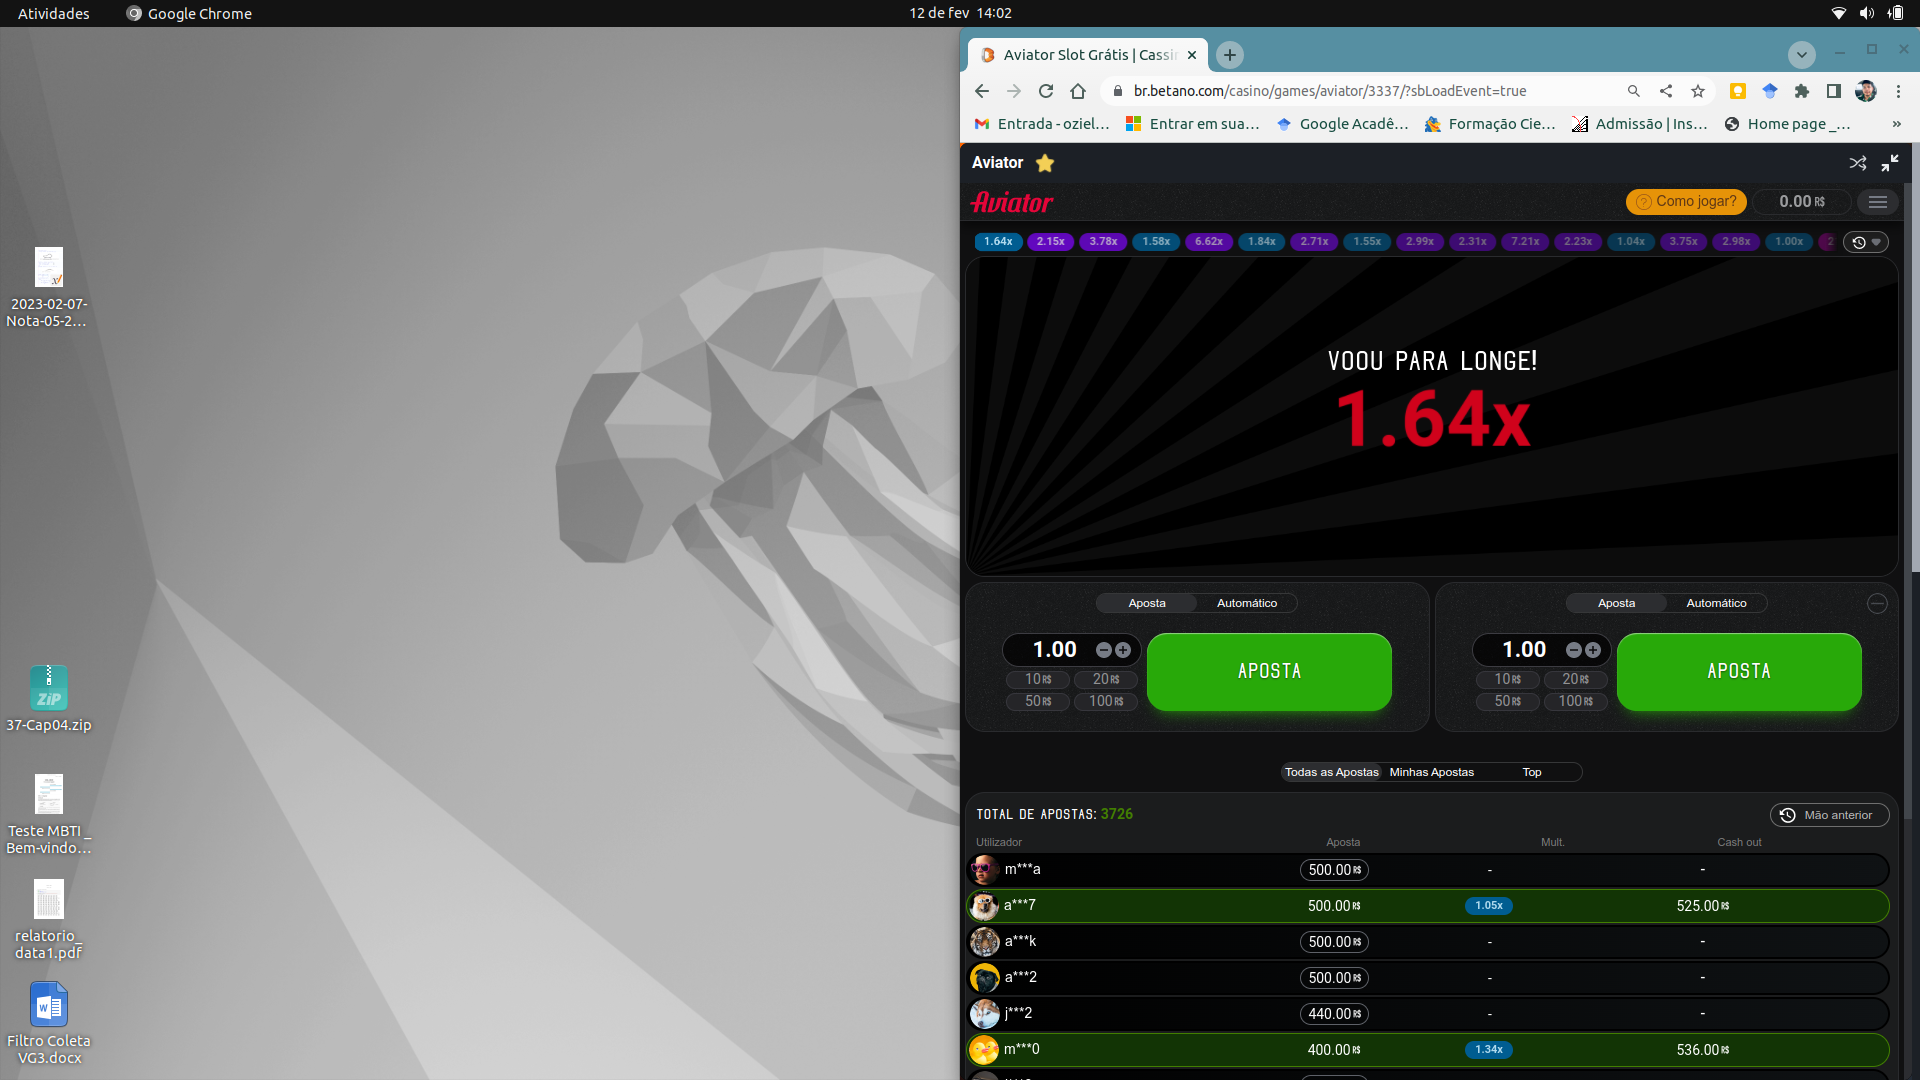 Atividades
Google Chrome
12 de fev 14:02
Aviator Slot Grátis | Cassi
br.betano.com/casino/games/aviator/3337/?sbLoadEvent=true
Entrada - oziel...
Entrar em sua...
Google Acadê...
Formação Cie...
Admissão | Ins...
Home page _...
»
Aviator
Aviator
? Como jogar?
0.00 R$
1.64x
2.15x
3.78x
1.58x
6.62x
1.84x
2.71x
1.55x
2.99x
2.31x
7.21x
2.23x
1.04x
3.75x
2.98x
1.00x
2
VOOU PARA LONGE!
1.64x
Aposta
Automático
1.00
10R$
20R$
50R$
100R$
APOSTA
Aposta
Automático
1.00
10R$
20R$
50R$
100R$
APOSTA
Todas as Apostas
Minhas Apostas
Top
TOTAL DE APOSTAS: 3726
Mão anterior
Utilizador
Aposta
Mult.
Cash out
m***a
500.00R$
-
-
a***7
500.00R$
1.05x
525.00R$
a***k
500.00R$
-
-
a***2
500.00R$
-
-
j***2
440.00R$
-
-
m***0
400.00R$
1.34x
536.00R$
2023-02-07-
Nota-05-2...
ZiP
37-Cap04.zip
Teste MBTI _
Bem-vindo...
relatorio_
data1.pdf
W
Filtro Coleta
VG3.docx